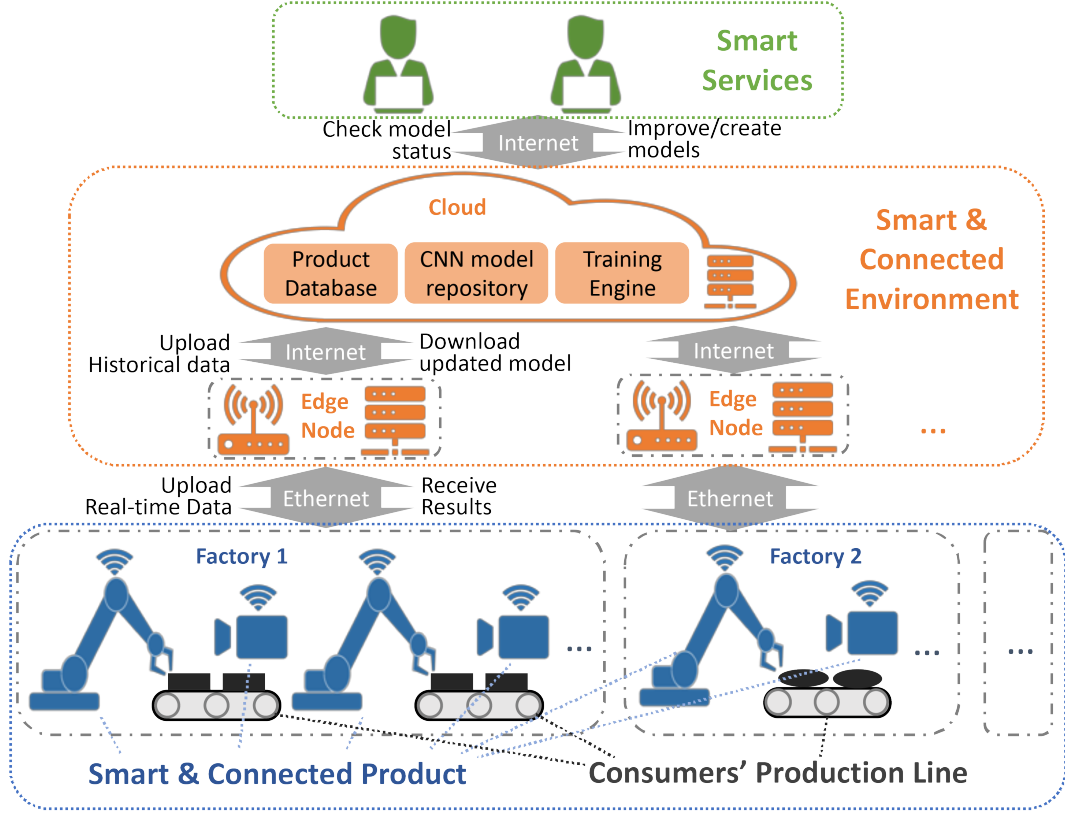 Smart
Services
Check model
status
Internet
Improve/create
models
Cloud
Smart &
Connected
Environment
Product
Database
CNN model
repository
Training
Engine
Upload
Historical data
Internet
Download
updated model
Internet
Edge
Node
Edge
Node
...
Upload
Real-time Data
Ethernet
Receive
Results
Ethernet
Factory 1
Factory 2
...
...
...
Smart & Connected Product
Consumers’ Production Line